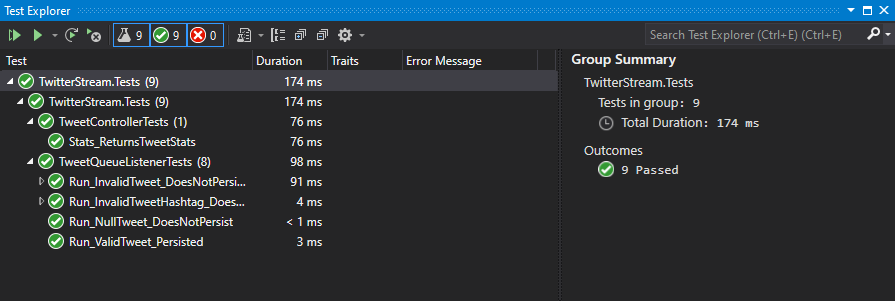 Test Explorer
9 9 0
Search Test Explorer (Ctrl+E) (Ctrl+E)
Test Duration Traits Error Message
TwitterStream.Tests (9) 174 ms
TwitterStream.Tests (9) 174 ms
TweetControllerTests (1) 76 ms
Stats_ReturnsTweetStats 76 ms
TweetQueueListenerTests (8) 98 ms
Run_InvalidTweet_DoesNotPersi... 91 ms
Run_InvalidTweetHashtag_Does... 4 ms
Run_NullTweet_DoesNotPersist < 1 ms
Run_ValidTweet_Persisted 3 ms
Group Summary
TwitterStream.Tests
Tests in group: 9
Total Duration: 174 ms
Outcomes
9 Passed